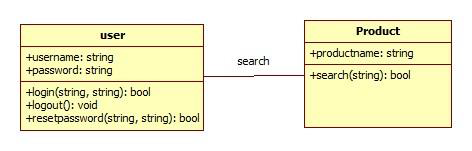 user
+username: string
+password: string
+login(string, string): bool
+logout(): void
+resetpassword(string, string): bool
search
Product
+productname: string
+search(string): bool